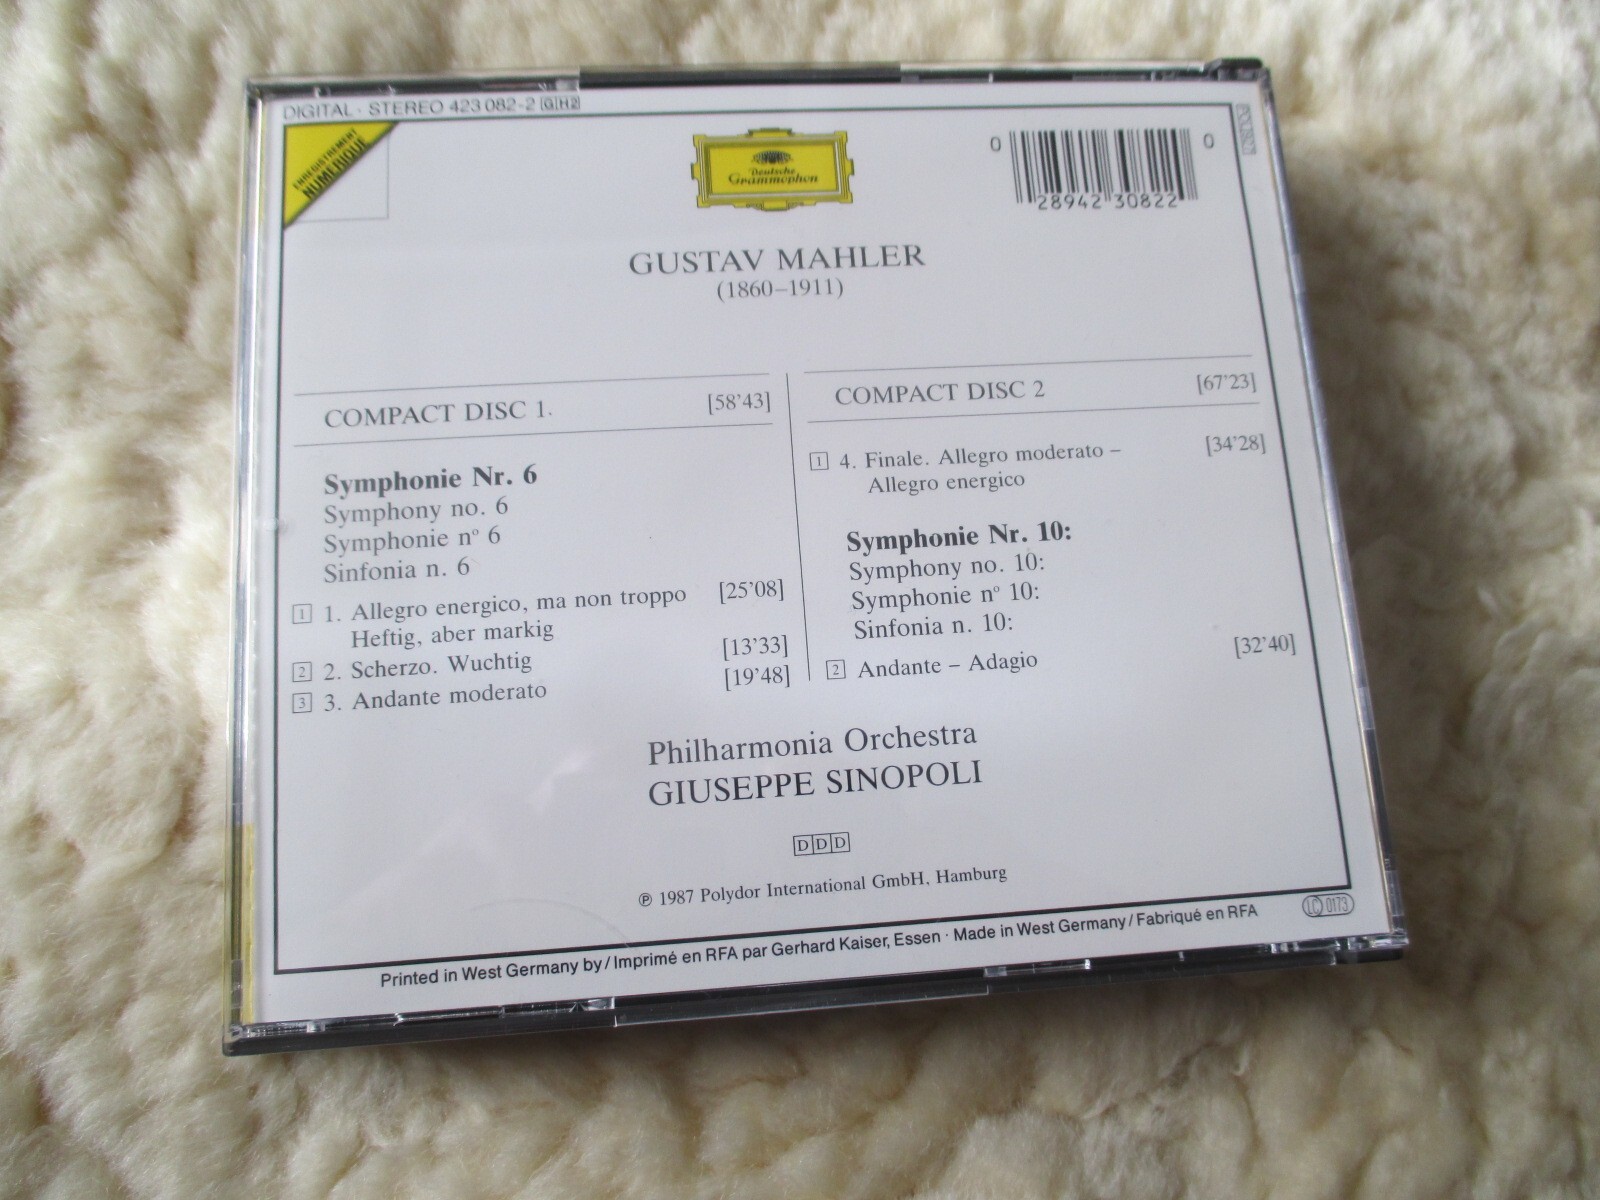 DIGITAL · STEREO 423 082-2 GH2
ENREGISTREMENT
NUMÉRIQUE
Deutsche
Grammophon
0 28942 30822 0
GUSTAV MAHLER
(1860–1911)
COMPACT DISC 1. [58'43]
Symphonie Nr. 6
Symphony no. 6
Symphonie nº 6
Sinfonia n. 6
1 1. Allegro energico, ma non troppo [25'08]
Heftig, aber markig
2 2. Scherzo. Wuchtig [13'33]
3 3. Andante moderato [19'48]
COMPACT DISC 2 [67'23]
1 4. Finale. Allegro moderato – [34'28]
Allegro energico
Symphonie Nr. 10:
Symphony no. 10:
Symphonie nº 10:
Sinfonia n. 10:
2 Andante – Adagio [32'40]
Philharmonia Orchestra
GIUSEPPE SINOPOLI
DDD
℗ 1987 Polydor International GmbH, Hamburg
Printed in West Germany by / Imprimé en RFA par Gerhard Kaiser, Essen · Made in West Germany / Fabriqué en RFA
LC 0173